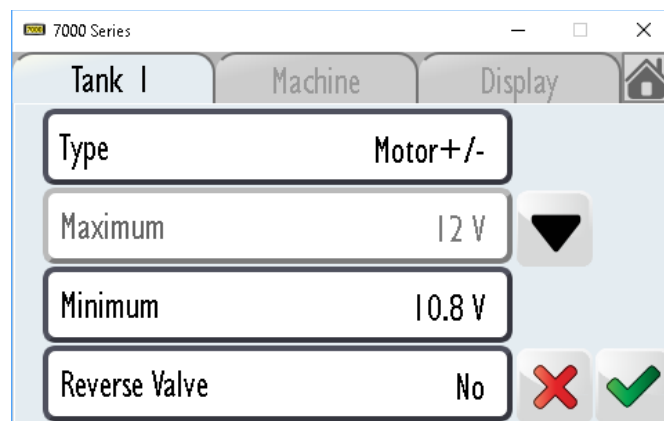 7000 Series
Tank 1 Machine Display
Type Motor+/-
Maximum 12 V
Minimum 10.8 V
Reverse Valve No